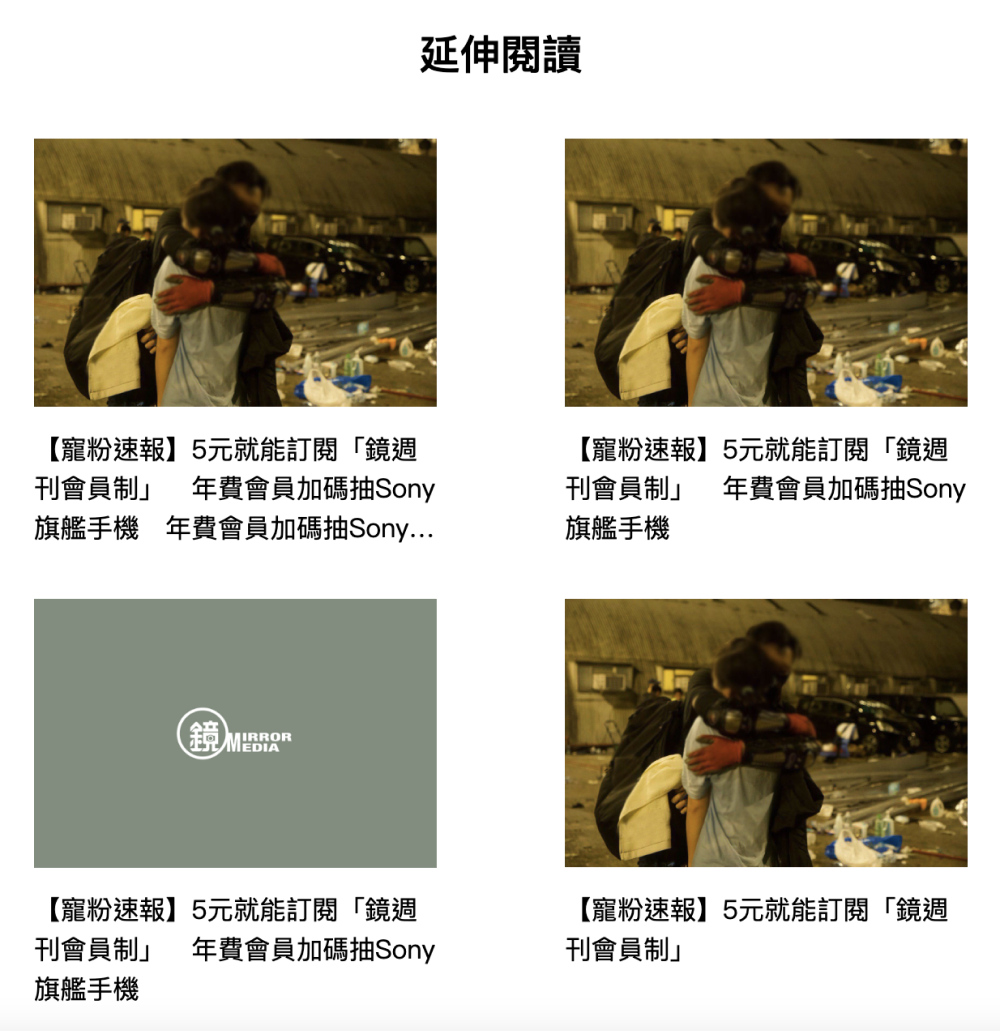 延伸閱讀
【寵粉速報】5元就能訂閱「鏡週
刊會員制」　年費會員加碼抽Sony
旗艦手機　年費會員加碼抽Sony...
【寵粉速報】5元就能訂閱「鏡週
刊會員制」　年費會員加碼抽Sony
旗艦手機
鏡 MIRROR
MEDIA
【寵粉速報】5元就能訂閱「鏡週
刊會員制」　年費會員加碼抽Sony
旗艦手機
【寵粉速報】5元就能訂閱「鏡週
刊會員制」